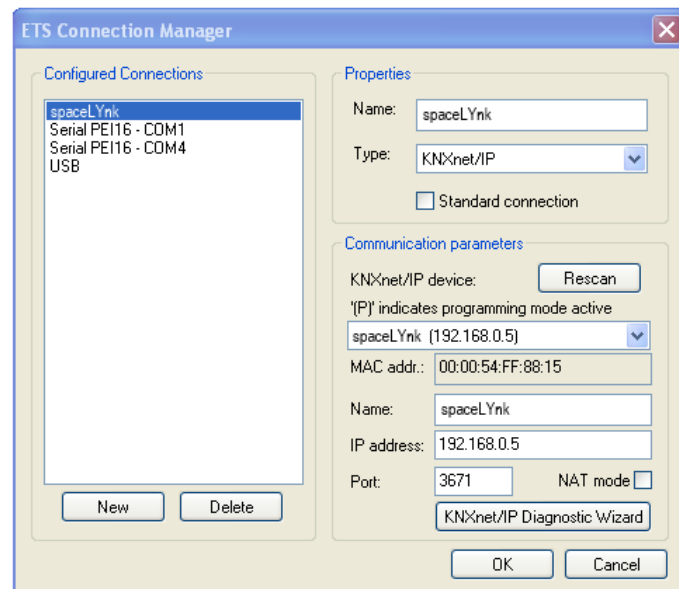 ETS Connection Manager
Configured Connections
spaceLYnk
Serial PEI16 - COM1
Serial PEI16 - COM4
USB
New
Delete
Properties
Name: spaceLYnk
Type: KNXnet/IP
Standard connection
Communication parameters
KNXnet/IP device: Rescan
'(P)' indicates programming mode active
spaceLYnk (192.168.0.5)
MAC addr.: 00:00:54:FF:88:15
Name: spaceLYnk
IP address: 192.168.0.5
Port: 3671 NAT mode
KNXnet/IP Diagnostic Wizard
OK Cancel